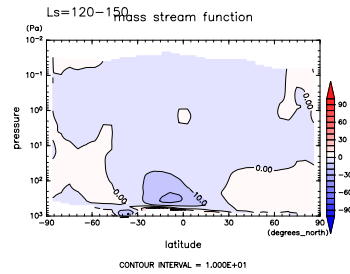 Ls=120-150
mass stream function
(Pa)
10⁻²
10⁻¹
10⁰
10¹
10²
10³
pressure
0.00
0.00
0.00
10.0
-90 -60 -30 0 30 60 90
(degrees_north)
latitude
90
60
30
0
-30
-60
-90
CONTOUR INTERVAL = 1.000E+01